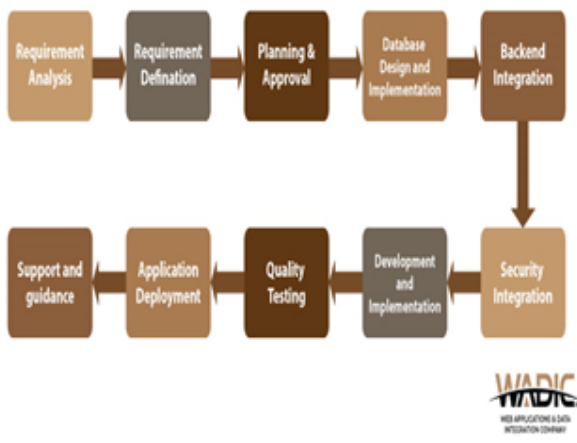 Requirement
Analysis
Requirement
Defination
Planning &
Approval
Database
Design and
Implementation
Backend
Integration
Support and
guidance
Application
Deployment
Quality
Testing
Development
and
Implementation
Security
Integration
WADIC
WEB APPLICATIONS & DATA
INTEGRATION COMPANY